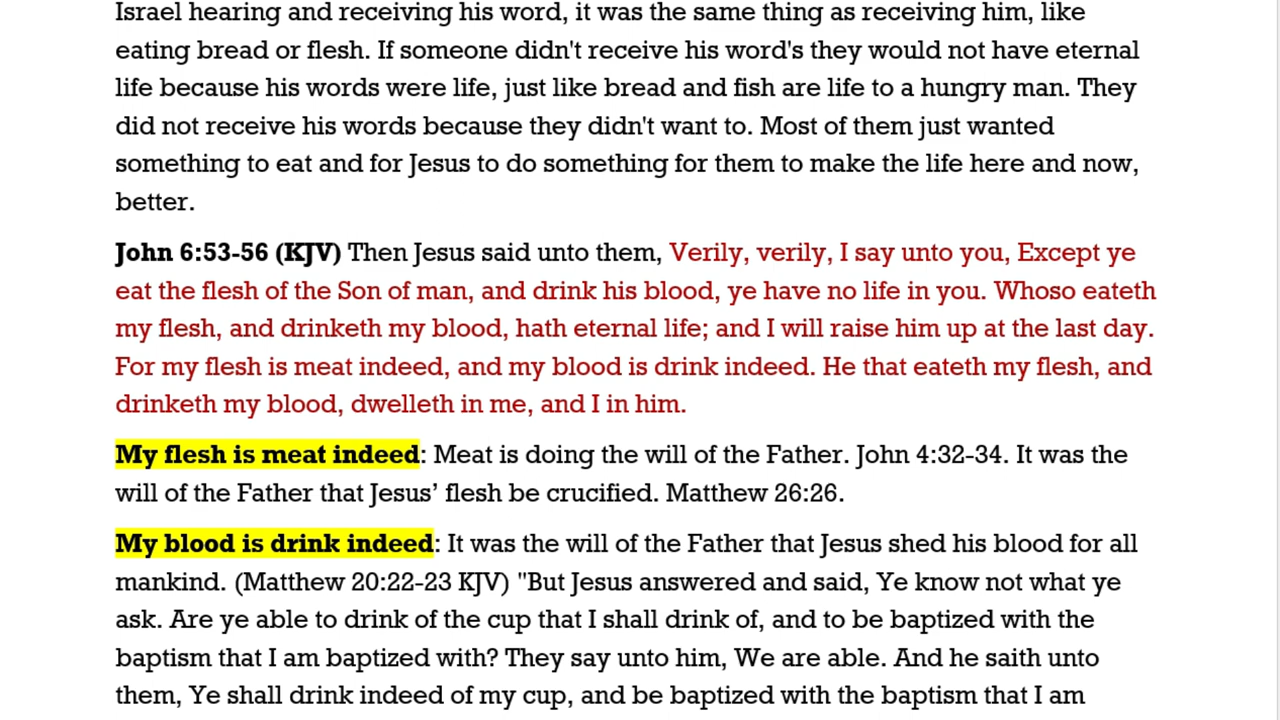 Israel hearing and receiving his word, it was the same thing as receiving him, like
eating bread or flesh. If someone didn't receive his word's they would not have eternal
life because his words were life, just like bread and fish are life to a hungry man. They
did not receive his words because they didn't want to. Most of them just wanted
something to eat and for Jesus to do something for them to make the life here and now,
better.
John 6:53-56 (KJV) Then Jesus said unto them, Verily, verily, I say unto you, Except ye
eat the flesh of the Son of man, and drink his blood, ye have no life in you. Whoso eateth
my flesh, and drinketh my blood, hath eternal life; and I will raise him up at the last day.
For my flesh is meat indeed, and my blood is drink indeed. He that eateth my flesh, and
drinketh my blood, dwelleth in me, and I in him.
My flesh is meat indeed: Meat is doing the will of the Father. John 4:32-34. It was the
will of the Father that Jesus’ flesh be crucified. Matthew 26:26.
My blood is drink indeed: It was the will of the Father that Jesus shed his blood for all
mankind. (Matthew 20:22-23 KJV) "But Jesus answered and said, Ye know not what ye
ask. Are ye able to drink of the cup that I shall drink of, and to be baptized with the
baptism that I am baptized with? They say unto him, We are able. And he saith unto
them, Ye shall drink indeed of my cup, and be baptized with the baptism that I am